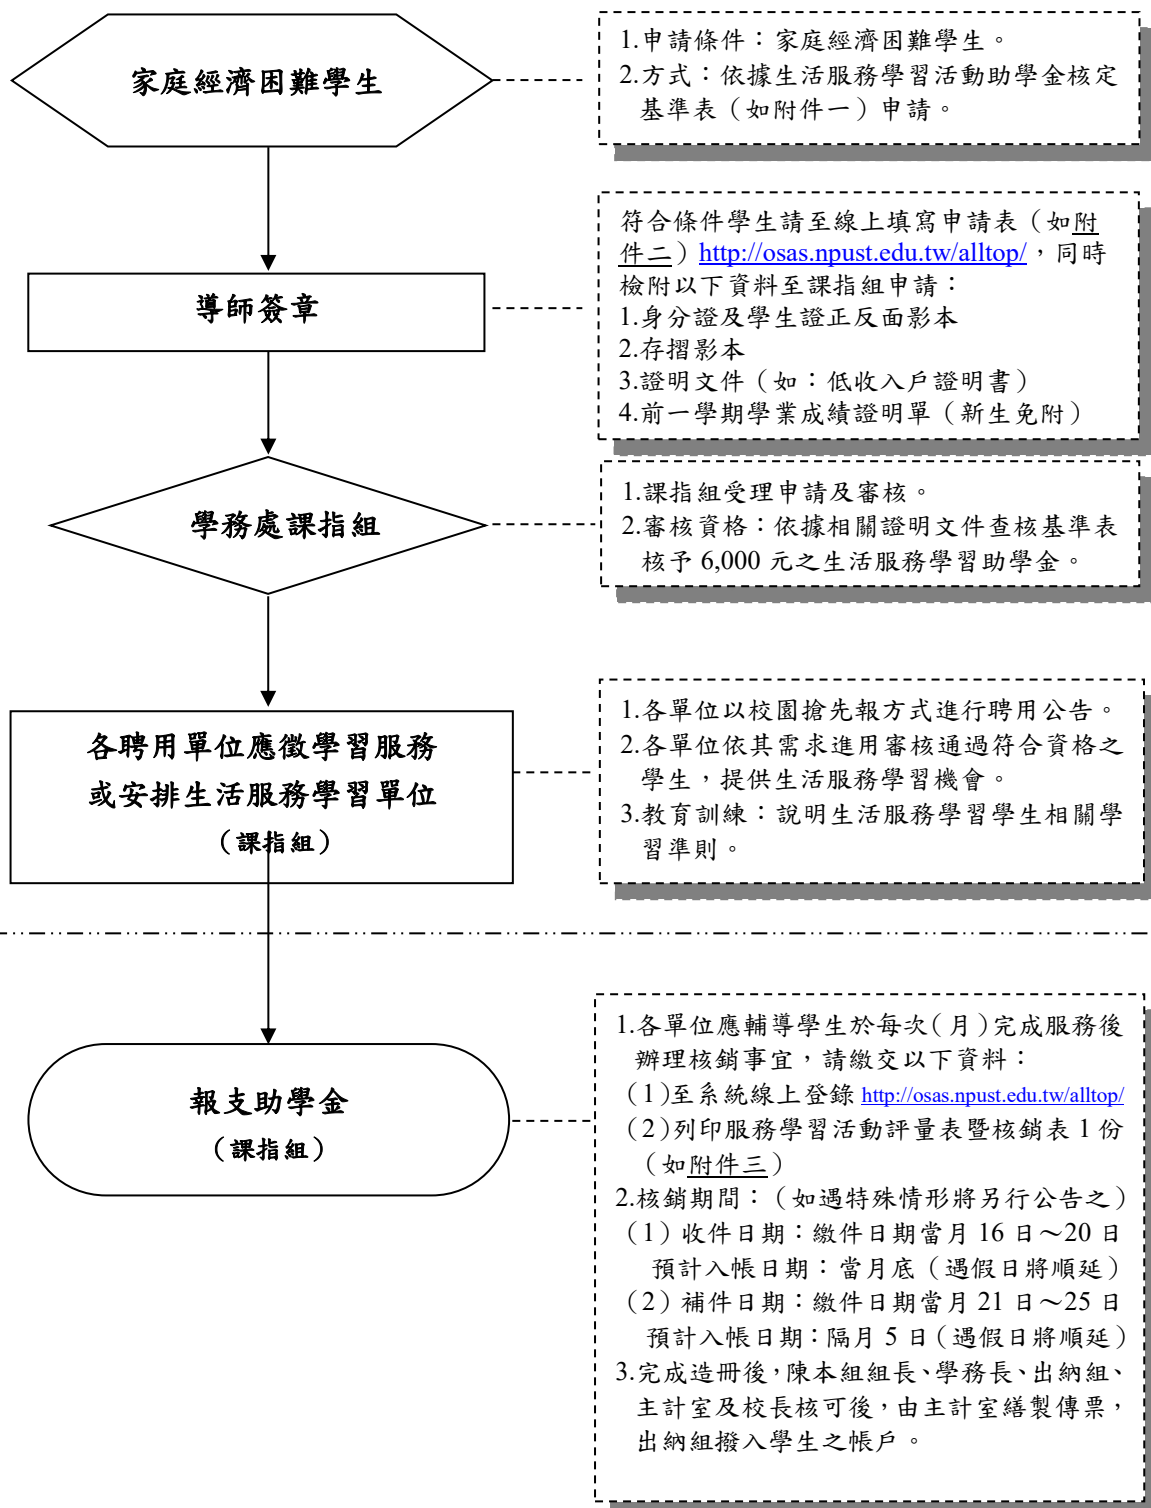 家庭經濟困難學生
1.申請條件：家庭經濟困難學生。
2.方式：依據生活服務學習活動助學金核定
基準表（如附件一）申請。
導師簽章
符合條件學生請至線上填寫申請表（如附
件二）http://osas.npust.edu.tw/alltop/，同時
檢附以下資料至課指組申請：
1.身分證及學生證正反面影本
2.存摺影本
3.證明文件（如：低收入戶證明書）
4.前一學期學業成績證明單（新生免附）
學務處課指組
1.課指組受理申請及審核。
2.審核資格：依據相關證明文件查核基準表
核予 6,000 元之生活服務學習助學金。
各聘用單位應徵學習服務
或安排生活服務學習單位
（課指組）
1.各單位以校園搶先報方式進行聘用公告。
2.各單位依其需求進用審核通過符合資格之
學生，提供生活服務學習機會。
3.教育訓練：說明生活服務學習學生相關學
習準則。
報支助學金
（課指組）
1.各單位應輔導學生於每次（月）完成服務後
辦理核銷事宜，請繳交以下資料：
（1）至系統線上登錄 http://osas.npust.edu.tw/alltop/
（2）列印服務學習活動評量表暨核銷表 1 份
（如附件三）
2.核銷期間：（如遇特殊情形將另行公告之）
（1）收件日期：繳件日期當月 16 日～20 日
預計入帳日期：當月底（遇假日將順延）
（2）補件日期：繳件日期當月 21 日～25 日
預計入帳日期：隔月 5 日（遇假日將順延）
3.完成造冊後，陳本組組長、學務長、出納組、
主計室及校長核可後，由主計室繕製傳票，
出納組撥入學生之帳戶。